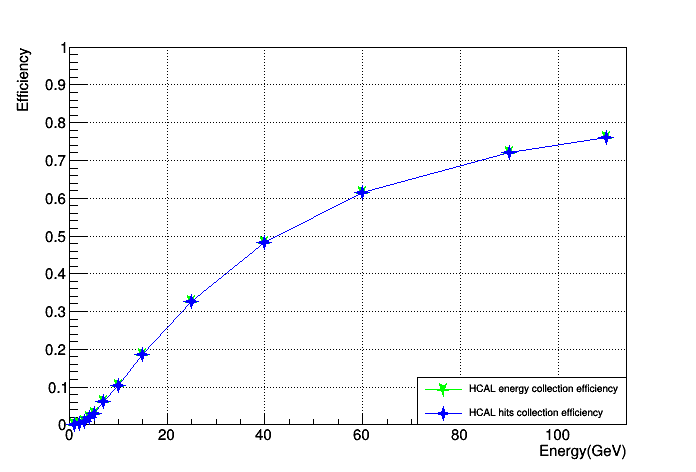 Efficiency
1
0.9
0.8
0.7
0.6
0.5
0.4
0.3
0.2
0.1
0
0 20 40 60 80 100
Energy(GeV)
HCAL energy collection efficiency
HCAL hits collection efficiency